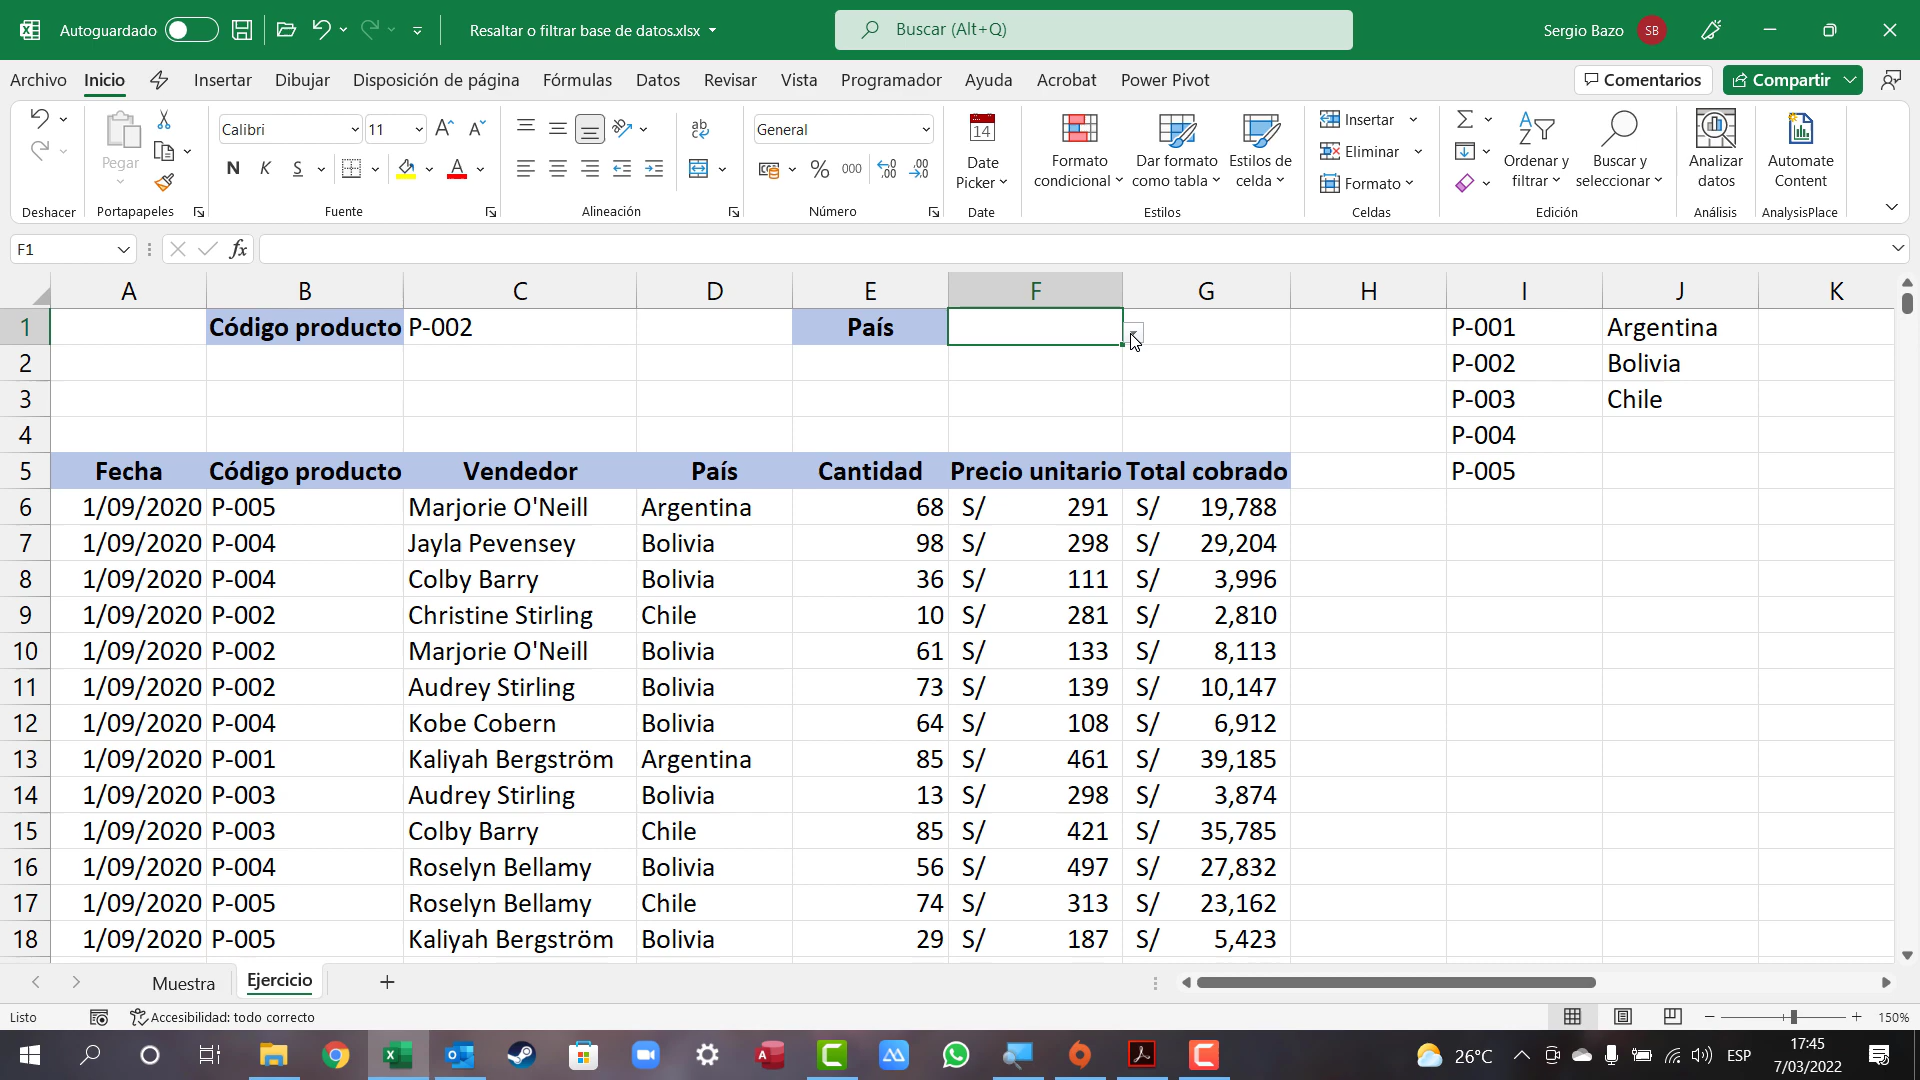 Autoguardado
Resaltar o filtrar base de datos.xlsx
Buscar (Alt+Q)
Sergio Bazo
SB
Archivo Inicio Insertar Dibujar Disposición de página Fórmulas Datos Revisar Vista Programador Ayuda Acrobat Power Pivot
Comentarios
Compartir
Pegar
Calibri 11
N K S
ab
General
% 000
14
Date
Picker
Formato
condicional
Dar formato
como tabla
Estilos de
celda
Insertar
Eliminar
Formato
Ordenar y
filtrar
Buscar y
seleccionar
Analizar
datos
Automate
Content
Deshacer Portapapeles Fuente Alineación Número Date Estilos Celdas Edición Análisis AnalysisPlace
F1
fx
A B C D E F G H I J K
1 Código producto P-002 País P-001 Argentina
2 P-002 Bolivia
3 P-003 Chile
4 P-004
5 Fecha Código producto Vendedor País Cantidad Precio unitario Total cobrado P-005
6 1/09/2020 P-005 Marjorie O'Neill Argentina 68 S/ 291 S/ 19,788
7 1/09/2020 P-004 Jayla Pevensey Bolivia 98 S/ 298 S/ 29,204
8 1/09/2020 P-004 Colby Barry Bolivia 36 S/ 111 S/ 3,996
9 1/09/2020 P-002 Christine Stirling Chile 10 S/ 281 S/ 2,810
10 1/09/2020 P-002 Marjorie O'Neill Bolivia 61 S/ 133 S/ 8,113
11 1/09/2020 P-002 Audrey Stirling Bolivia 73 S/ 139 S/ 10,147
12 1/09/2020 P-004 Kobe Cobern Bolivia 64 S/ 108 S/ 6,912
13 1/09/2020 P-001 Kaliyah Bergström Argentina 85 S/ 461 S/ 39,185
14 1/09/2020 P-003 Audrey Stirling Bolivia 13 S/ 298 S/ 3,874
15 1/09/2020 P-003 Colby Barry Chile 85 S/ 421 S/ 35,785
16 1/09/2020 P-004 Roselyn Bellamy Bolivia 56 S/ 497 S/ 27,832
17 1/09/2020 P-005 Roselyn Bellamy Chile 74 S/ 313 S/ 23,162
18 1/09/2020 P-005 Kaliyah Bergström Bolivia 29 S/ 187 S/ 5,423
Muestra Ejercicio
Listo
Accesibilidad: todo correcto
150%
26°C
ESP
17:45
7/03/2022